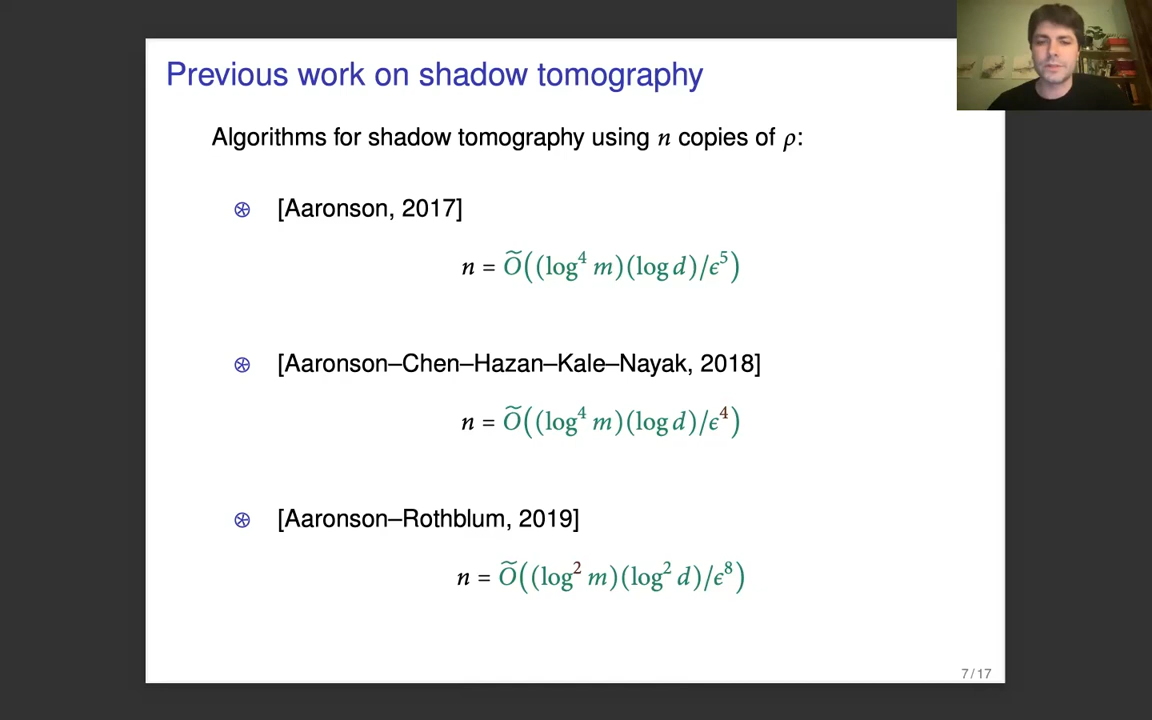 Previous work on shadow tomography
Algorithms for shadow tomography using n copies of ρ:
[Aaronson, 2017]
n = Õ((log⁴ m)(log d)/ϵ⁵)
[Aaronson–Chen–Hazan–Kale–Nayak, 2018]
n = Õ((log⁴ m)(log d)/ϵ⁴)
[Aaronson–Rothblum, 2019]
n = Õ((log² m)(log² d)/ϵ⁸)
7 / 17